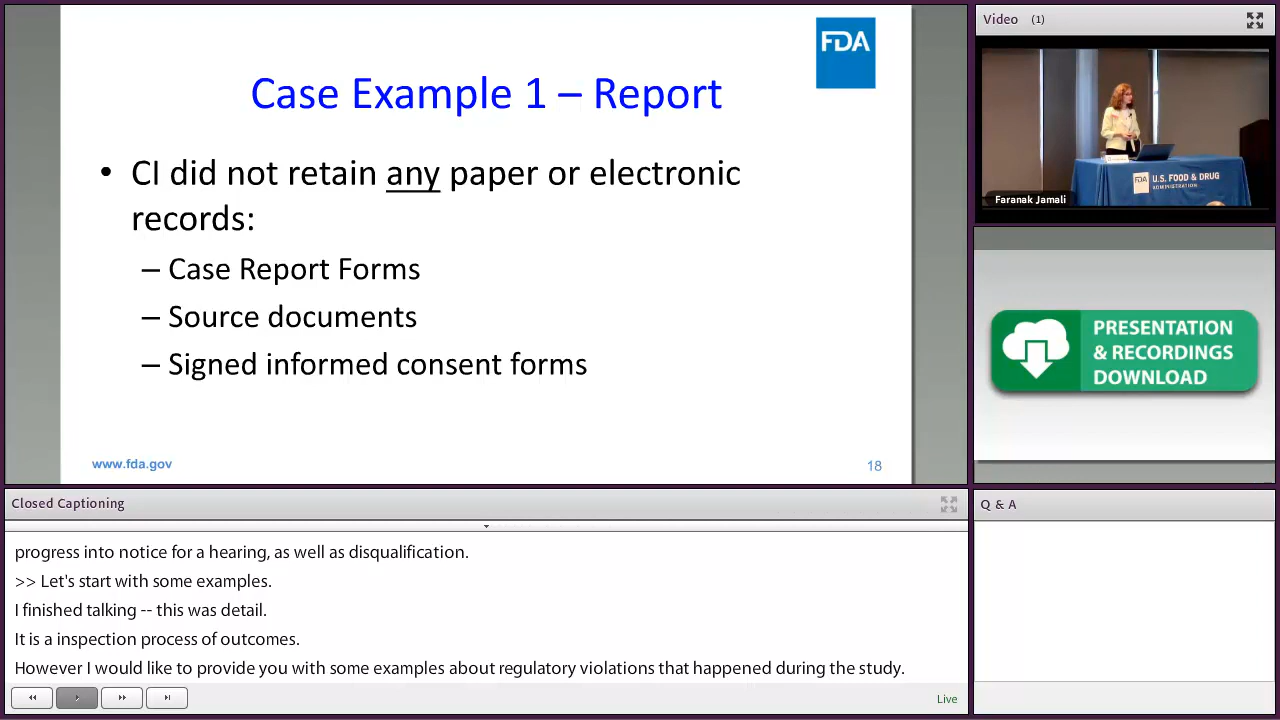 FDA
Case Example 1 – Report
• CI did not retain any paper or electronic
records:
– Case Report Forms
– Source documents
– Signed informed consent forms
www.fda.gov
18
Video (1)
FDA U.S. FOOD & DRUG
ADMINISTRATION
Faranak Jamali
PRESENTATION
& RECORDINGS
DOWNLOAD
Closed Captioning
progress into notice for a hearing, as well as disqualification.
>> Let's start with some examples.
I finished talking -- this was detail.
It is a inspection process of outcomes.
However I would like to provide you with some examples about regulatory violations that happened during the study.
Live
Q & A